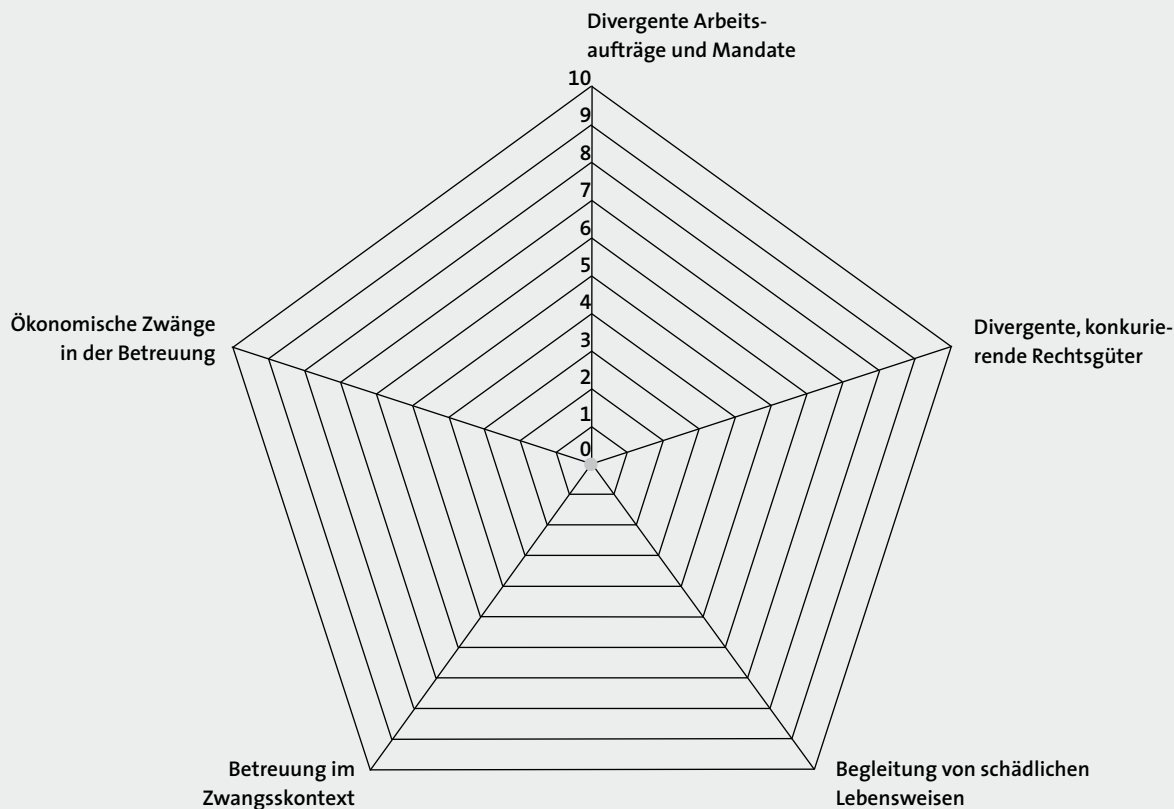 Divergente Arbeits-
aufträge und Mandate
10
9
8
7
6
5
4
3
2
1
0
Ökonomische Zwänge
in der Betreuung
Divergente, konkurie-
rende Rechtsgüter
Betreuung im
Zwangsskontext
Begleitung von schädlichen
Lebensweisen